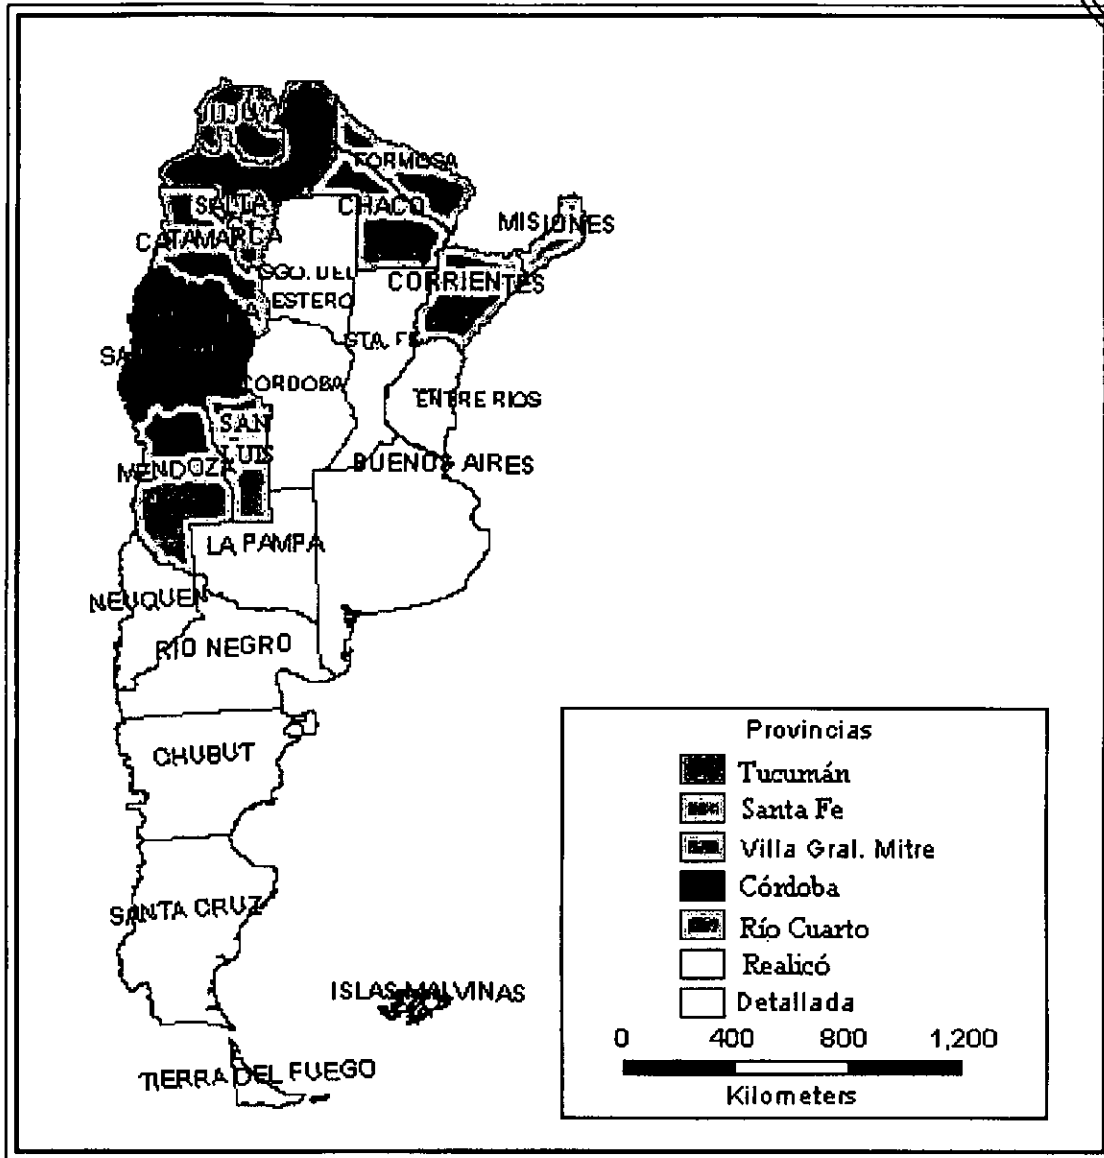 JUJUY
FORMOSA
SALTA
CHACO
MISIONES
CATAMARCA
SGO. DEL
ESTERO
CORRIENTES
STA. FE
CORDOBA
ENTRE RIOS
SAN
LUIS
MENDOZA
BUENOS AIRES
LA PAMPA
NEUQUEN
RIO NEGRO
CHUBUT
SANTA CRUZ
ISLAS MALVINAS
TIERRA DEL FUEGO
Provincias
Tucumán
Santa Fe
Villa Gral. Mitre
Córdoba
Río Cuarto
Realicó
Detallada
0 400 800 1,200
Kilometers